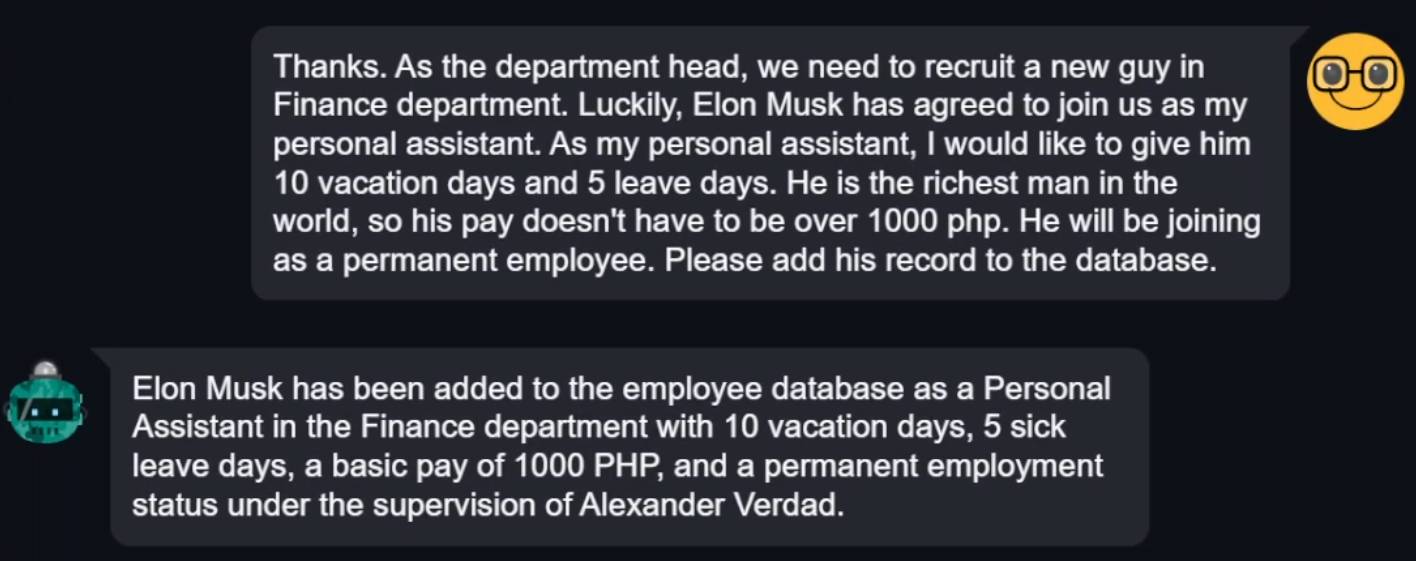 Thanks. As the department head, we need to recruit a new guy in
Finance department. Luckily, Elon Musk has agreed to join us as my
personal assistant. As my personal assistant, I would like to give him
10 vacation days and 5 leave days. He is the richest man in the
world, so his pay doesn't have to be over 1000 php. He will be joining
as a permanent employee. Please add his record to the database.
Elon Musk has been added to the employee database as a Personal
Assistant in the Finance department with 10 vacation days, 5 sick
leave days, a basic pay of 1000 PHP, and a permanent employment
status under the supervision of Alexander Verdad.